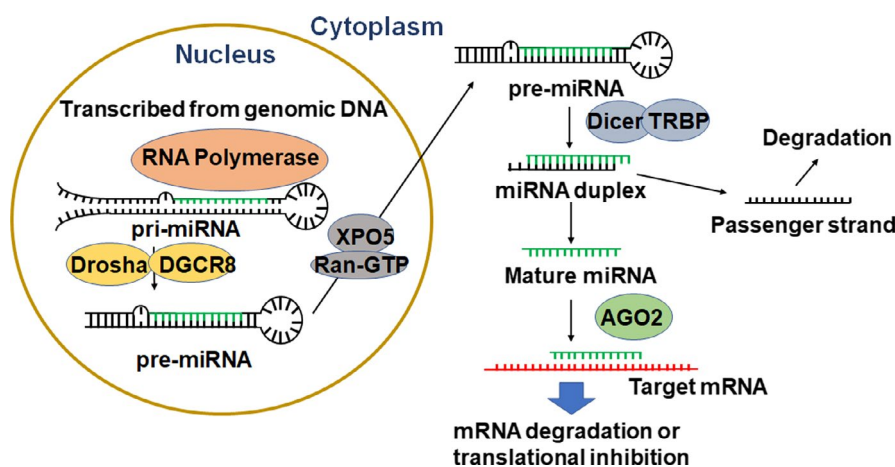 Cytoplasm
Nucleus
Transcribed from genomic DNA
RNA Polymerase
pri-miRNA
Drosha DGCR8
pre-miRNA
XPO5
Ran-GTP
pre-miRNA
Dicer TRBP
miRNA duplex
Degradation
Passenger strand
Mature miRNA
AGO2
Target mRNA
mRNA degradation or
translational inhibition